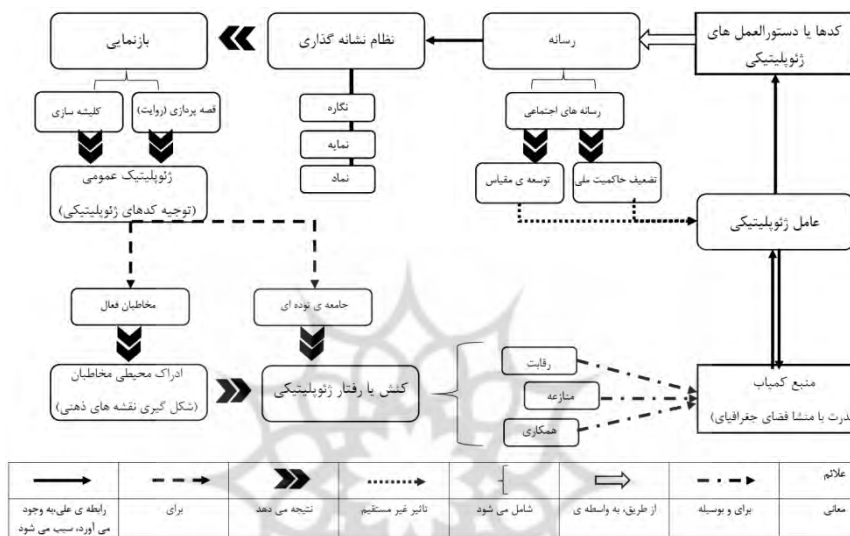 کدها یا دستورالعمل های
ژئوپلیتیکی
رسانه
نظام نشانه گذاری
بازنمایی
رسانه های اجتماعی
نگاره
نمایه
نماد
قصه پردازی (روایت)
کلیشه سازی
تضعیف حاکمیت ملی
توسعه ی مقیاس
ژئوپلیتیک عمومی
(توجیه کدهای ژئوپلیتیکی)
عامل ژئوپلیتیکی
جامعه ی توده ای
مخاطبان فعال
رقابت
منازعه
همکاری
منبع کمیاب
قدرت با منشا فضای جغرافیای)
کنش یا رفتار ژئوپلیتیکی
ادراک محیطی مخاطبان
(شکل گیری نقشه های ذهنی)
علائم
معانی
برای و بوسیله
از طریق، به واسطه ی
شامل می شود
تاثیر غیر مستقیم
نتیجه می دهد
برای
رابطه ی علی،به وجود
می آورد، سبب می شود